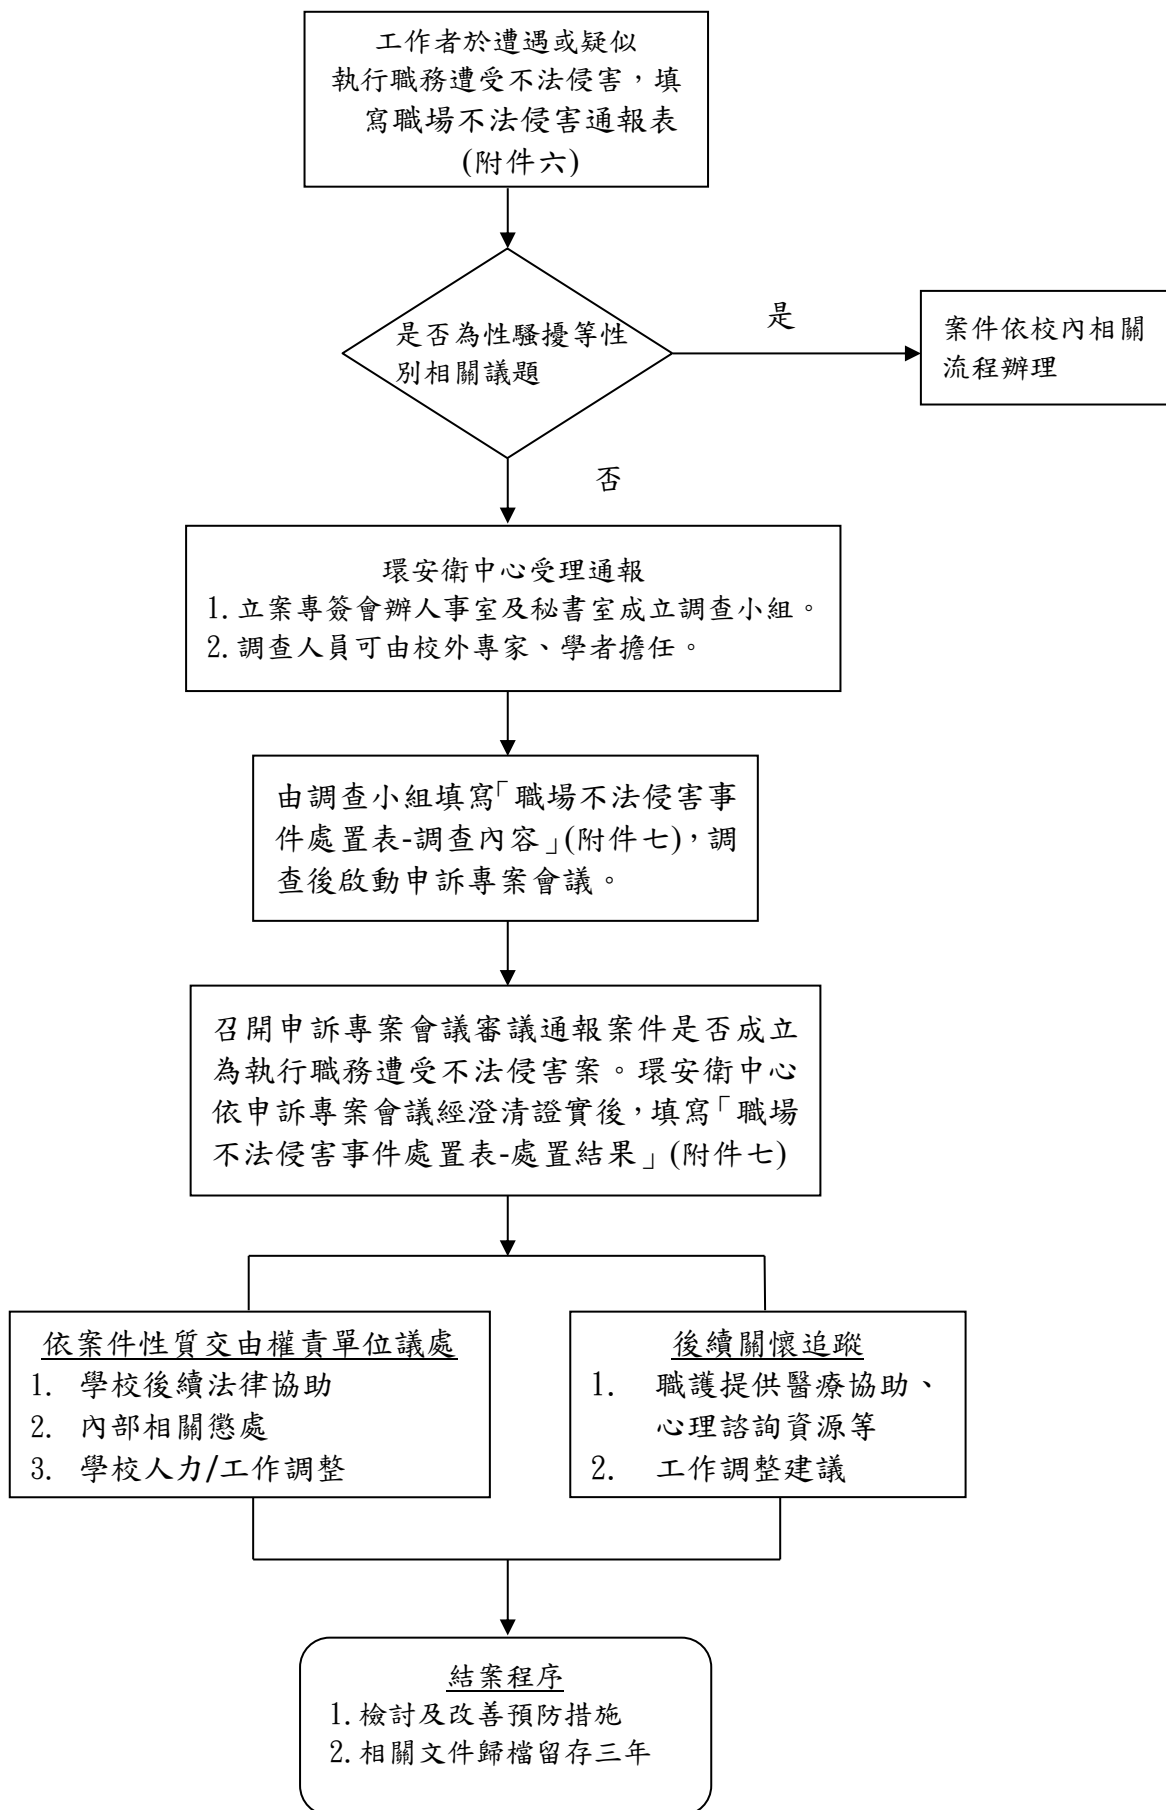 工作者於遭遇或疑似
執行職務遭受不法侵害，填
寫職場不法侵害通報表
(附件六)
是否為性騷擾等性
別相關議題
是
案件依校內相關
流程辦理
否
環安衛中心受理通報
1.立案專簽會辦人事室及秘書室成立調查小組。
2.調查人員可由校外專家、學者擔任。
由調查小組填寫「職場不法侵害事
件處置表-調查內容」(附件七)，調
查後啟動申訴專案會議。
召開申訴專案會議審議通報案件是否成立
為執行職務遭受不法侵害案。環安衛中心
依申訴專案會議經澄清證實後，填寫「職場
不法侵害事件處置表-處置結果」(附件七)
依案件性質交由權責單位議處
1. 學校後續法律協助
2. 內部相關懲處
3. 學校人力/工作調整
後續關懷追蹤
1. 職護提供醫療協助、
心理諮詢資源等
2. 工作調整建議
結案程序
1.檢討及改善預防措施
2.相關文件歸檔留存三年